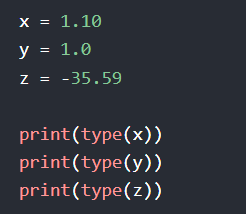 x = 1.10
y = 1.0
z = -35.59
print(type(x))
print(type(y))
print(type(z))